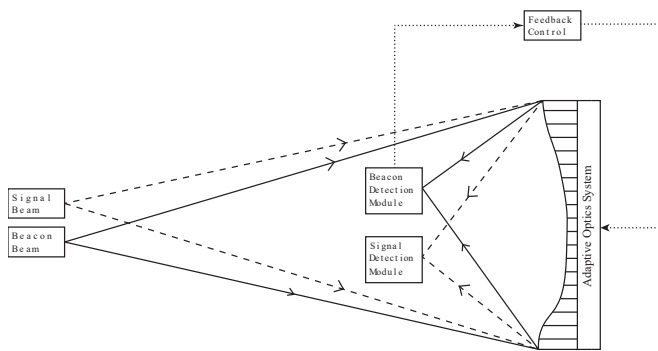 Feedback
Control
Signal
Beam
Beacon
Beam
Beacon
Detection
Module
Signal
Detection
Module
Adaptive Optics System